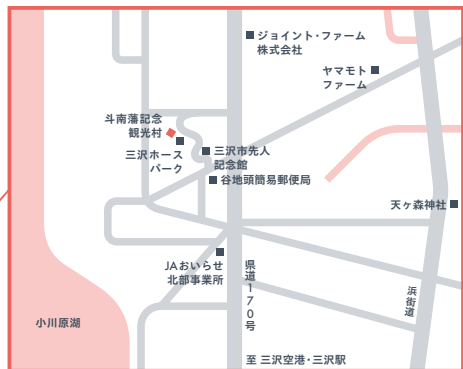 ジョイント・ファーム
株式会社
ヤマモト
ファーム
斗南藩記念
観光村
三沢ホース
パーク
三沢市先人
記念館
谷地頭簡易郵便局
天ヶ森神社
JAおいらせ
北部事業所
県道170号
浜街道
小川原湖
至 三沢空港・三沢駅